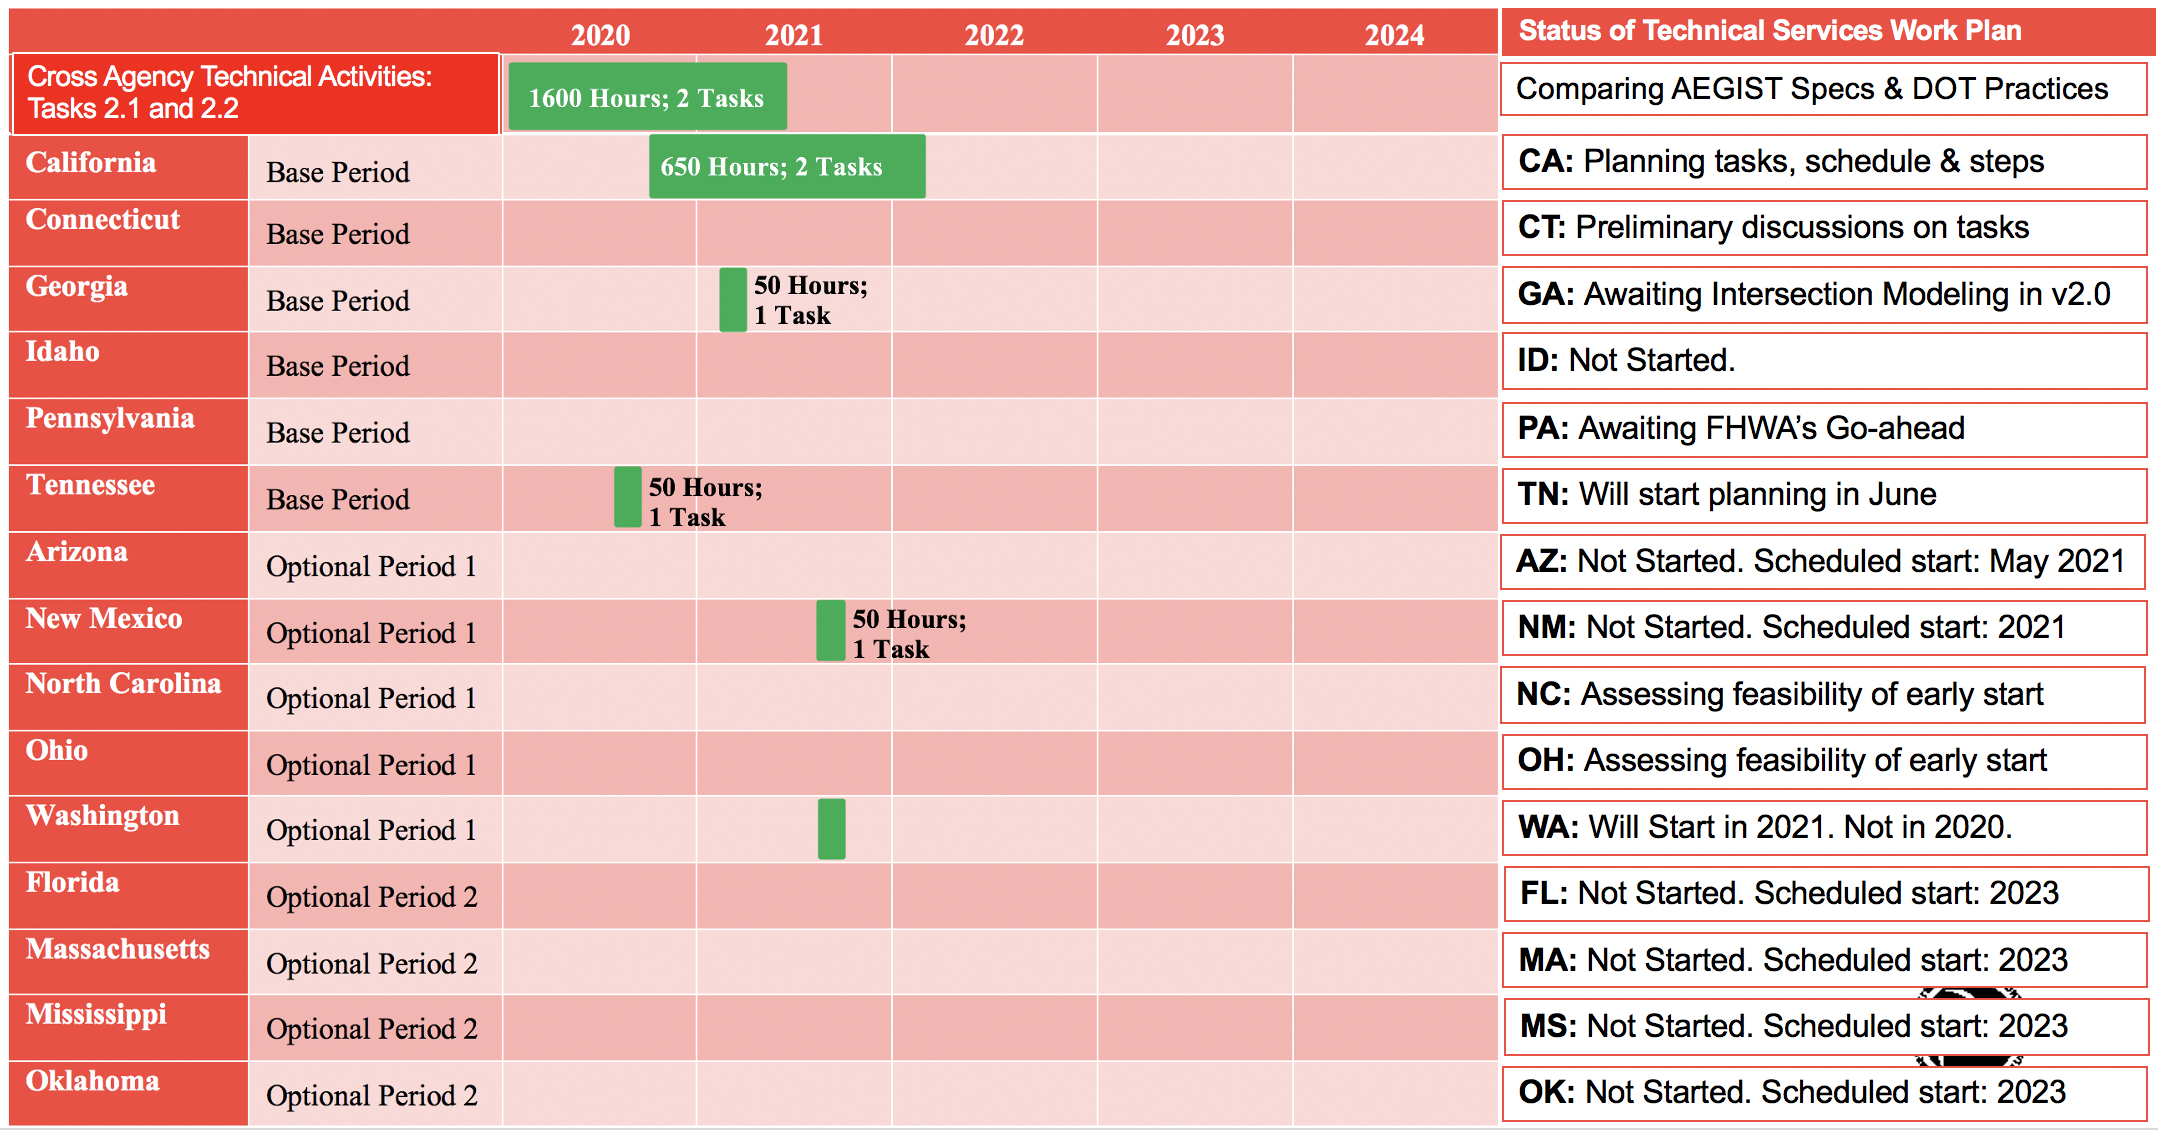 2020 2021 2022 2023 2024 Status of Technical Services Work Plan
Cross Agency Technical Activities:
Tasks 2.1 and 2.2
1600 Hours; 2 Tasks
Comparing AEGIST Specs & DOT Practices
California Base Period 650 Hours; 2 Tasks CA: Planning tasks, schedule & steps
Connecticut Base Period CT: Preliminary discussions on tasks
Georgia Base Period 50 Hours;
1 Task
GA: Awaiting Intersection Modeling in v2.0
Idaho Base Period ID: Not Started.
Pennsylvania Base Period PA: Awaiting FHWA’s Go-ahead
Tennessee Base Period 50 Hours;
1 Task
TN: Will start planning in June
Arizona Optional Period 1 AZ: Not Started. Scheduled start: May 2021
New Mexico Optional Period 1 50 Hours;
1 Task
NM: Not Started. Scheduled start: 2021
North Carolina Optional Period 1 NC: Assessing feasibility of early start
Ohio Optional Period 1 OH: Assessing feasibility of early start
Washington Optional Period 1 WA: Will Start in 2021. Not in 2020.
Florida Optional Period 2 FL: Not Started. Scheduled start: 2023
Massachusetts Optional Period 2 MA: Not Started. Scheduled start: 2023
Mississippi Optional Period 2 MS: Not Started. Scheduled start: 2023
Oklahoma Optional Period 2 OK: Not Started. Scheduled start: 2023